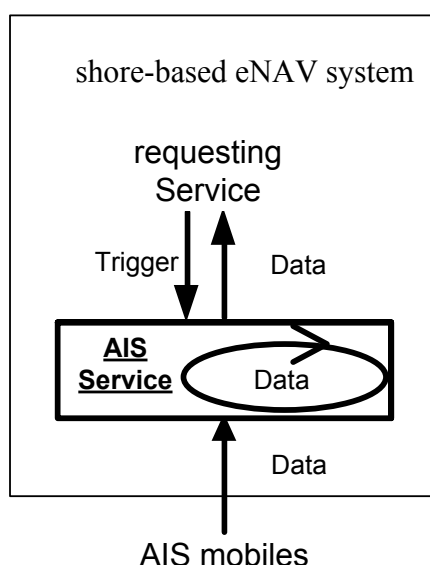 shore-based eNAV system
requesting
Service
Trigger
Data
AIS
Service
Data
Data
AIS mobiles